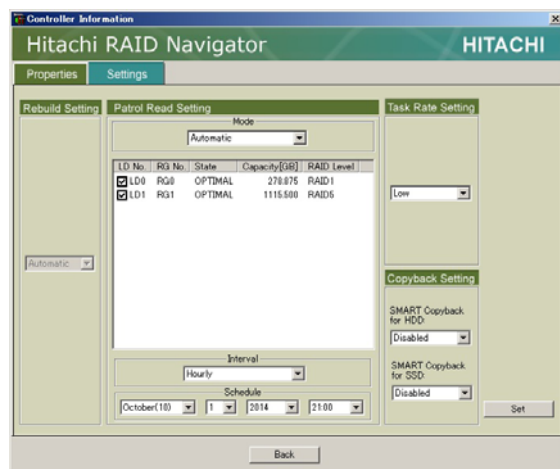 Controller Information
Hitachi RAID Navigator
HITACHI
Properties
Settings
Rebuild Setting
Automatic
Patrol Read Setting
Mode
Automatic
LD No. RG No. State Capacity[GB] RAID Level
LD0 RG0 OPTIMAL 278.875 RAID1
LD1 RG1 OPTIMAL 1115.500 RAID5
Interval
Hourly
Schedule
October(10) 1 2014 21:00
Task Rate Setting
Low
Copyback Setting
SMART Copyback
for HDD:
Disabled
SMART Copyback
for SSD:
Disabled
Set
Back